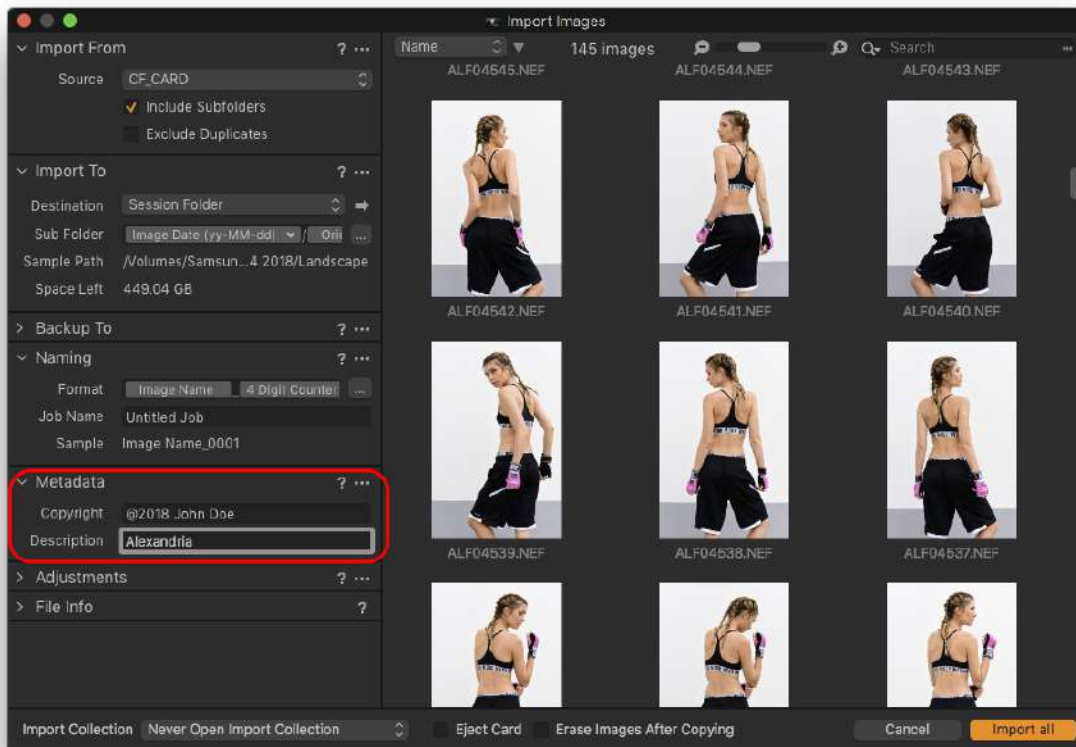 Import Images
Import From ? ...
Source CF_CARD
Include Subfolders
Exclude Duplicates
Import To ? ...
Destination Session Folder
Sub Folder Image Date (yy-MM-dd) / Ori ...
Sample Path /Volumes/Samsun...4 2018/Landscape
Space Left 449.04 GB
Backup To ? ...
Naming ? ...
Format Image Name _ 4 Digit Counter ...
Job Name Untitled Job
Sample Image Name_0001
Metadata ? ...
Copyright @2018 John Doe
Description Alexandria
Adjustments ? ...
File Info ?
Name 145 images Search ...
ALF04545.NEF ALF04544.NEF ALF04543.NEF
ALF04542.NEF ALF04541.NEF ALF04540.NEF
ALF04539.NEF ALF04538.NEF ALF04537.NEF
Import Collection Never Open Import Collection Eject Card Erase Images After Copying Cancel Import all